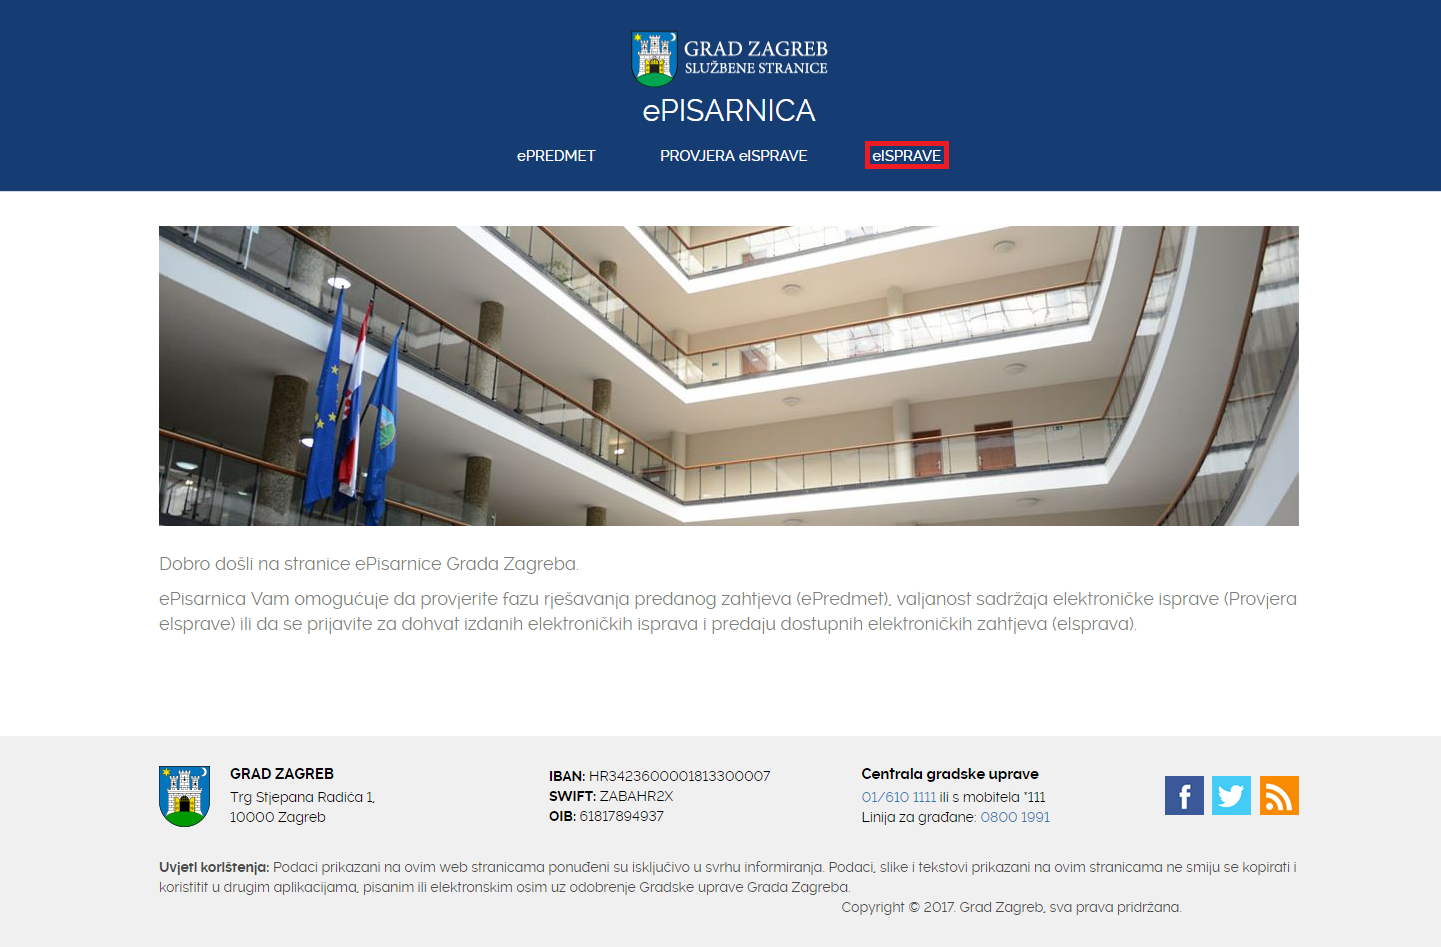 GRAD ZAGREB
SLUŽBENE STRANICE
ePISARNICA
ePREDMET PROVJERA eISPRAVE eISPRAVE
Dobro došli na stranice ePisarnice Grada Zagreba.
ePisarnica Vam omogućuje da provjerite fazu rješavanja predanog zahtjeva (ePredmet), valjanost sadržaja elektroničke isprave (Provjera
eIsprave) ili da se prijavite za dohvat izdanih elektroničkih isprava i predaju dostupnih elektroničkih zahtjeva (eIsprava).
GRAD ZAGREB
Trg Stjepana Radića 1,
10000 Zagreb
IBAN: HR3423600001813300007
SWIFT: ZABAHR2X
OIB: 61817894937
Centrala gradske uprave
01/610 1111 ili s mobitela *111
Linija za građane: 0800 1991
Uvjeti korištenja: Podaci prikazani na ovim web stranicama ponuđeni su isključivo u svrhu informiranja. Podaci, slike i tekstovi prikazani na ovim stranicama ne smiju se kopirati i
koristitit u drugim aplikacijama, pisanim ili elektronskim osim uz odobrenje Gradske uprave Grada Zagreba.
Copyright © 2017. Grad Zagreb, sva prava pridržana.